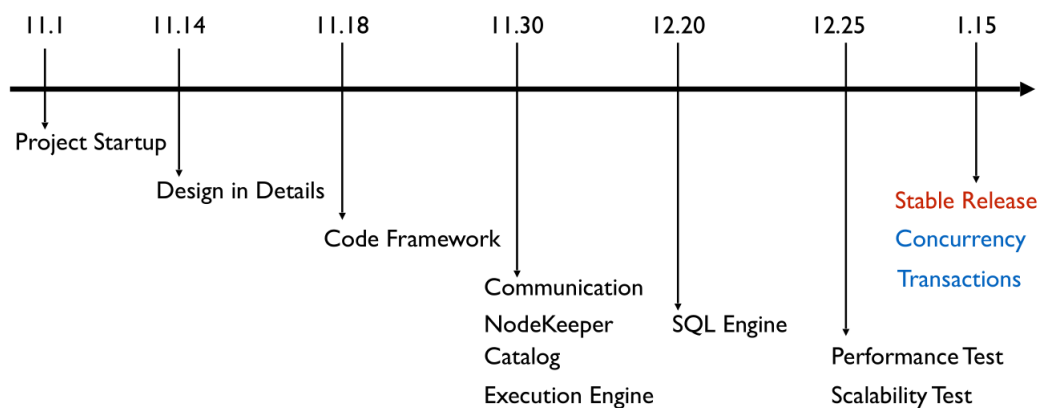 11.1 11.14 11.18 11.30 12.20 12.25 1.15
Project Startup
Design in Details
Stable Release
Code Framework
Concurrency
Transactions
Communication
NodeKeeper
SQL Engine
Catalog
Performance Test
Execution Engine
Scalability Test